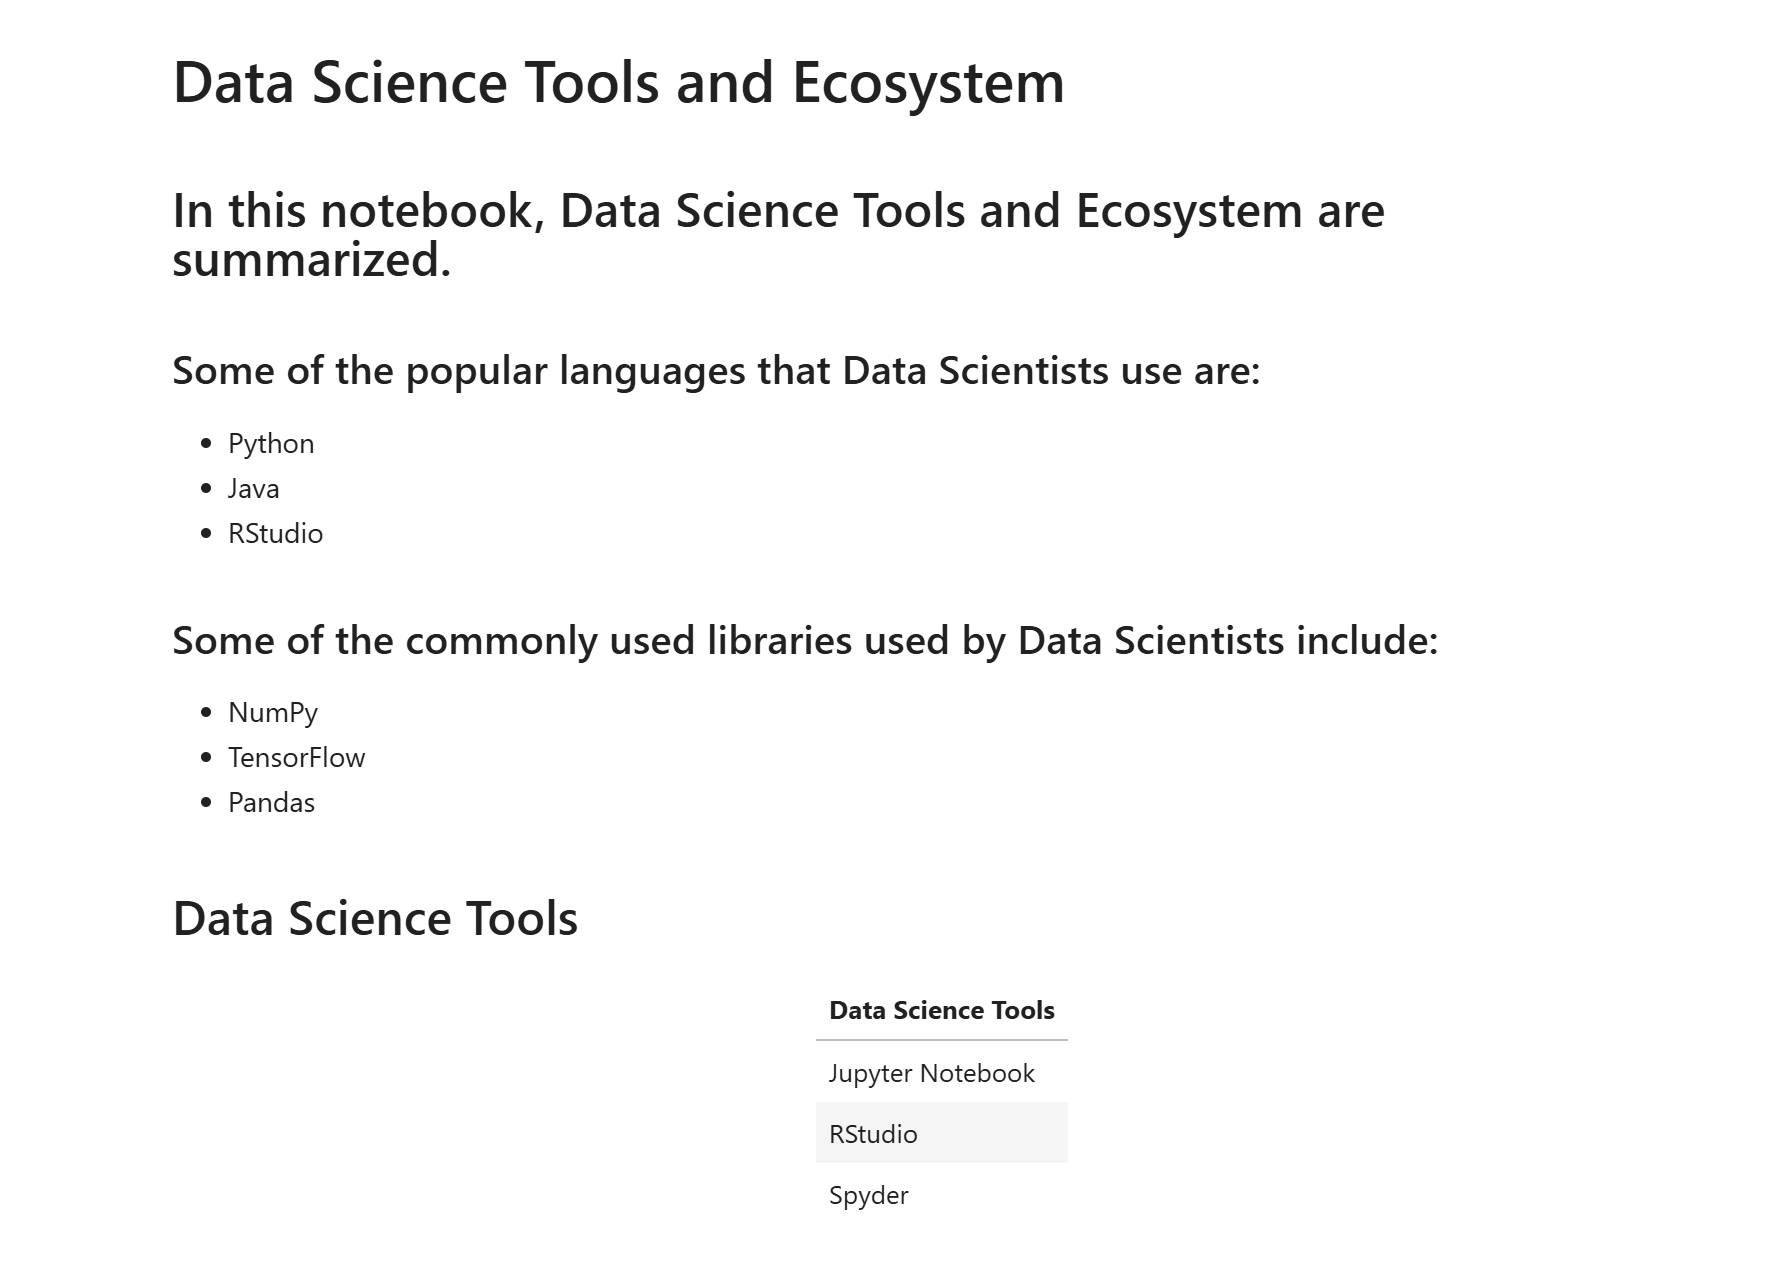 Data Science Tools and Ecosystem
In this notebook, Data Science Tools and Ecosystem are
summarized.
Some of the popular languages that Data Scientists use are:
Python
Java
RStudio
Some of the commonly used libraries used by Data Scientists include:
NumPy
TensorFlow
Pandas
Data Science Tools
Data Science Tools
Jupyter Notebook
RStudio
Spyder